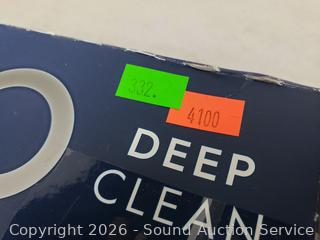 332.
4100
DEEP
CLEAN
Copyright 2026 - Sound Auction Service